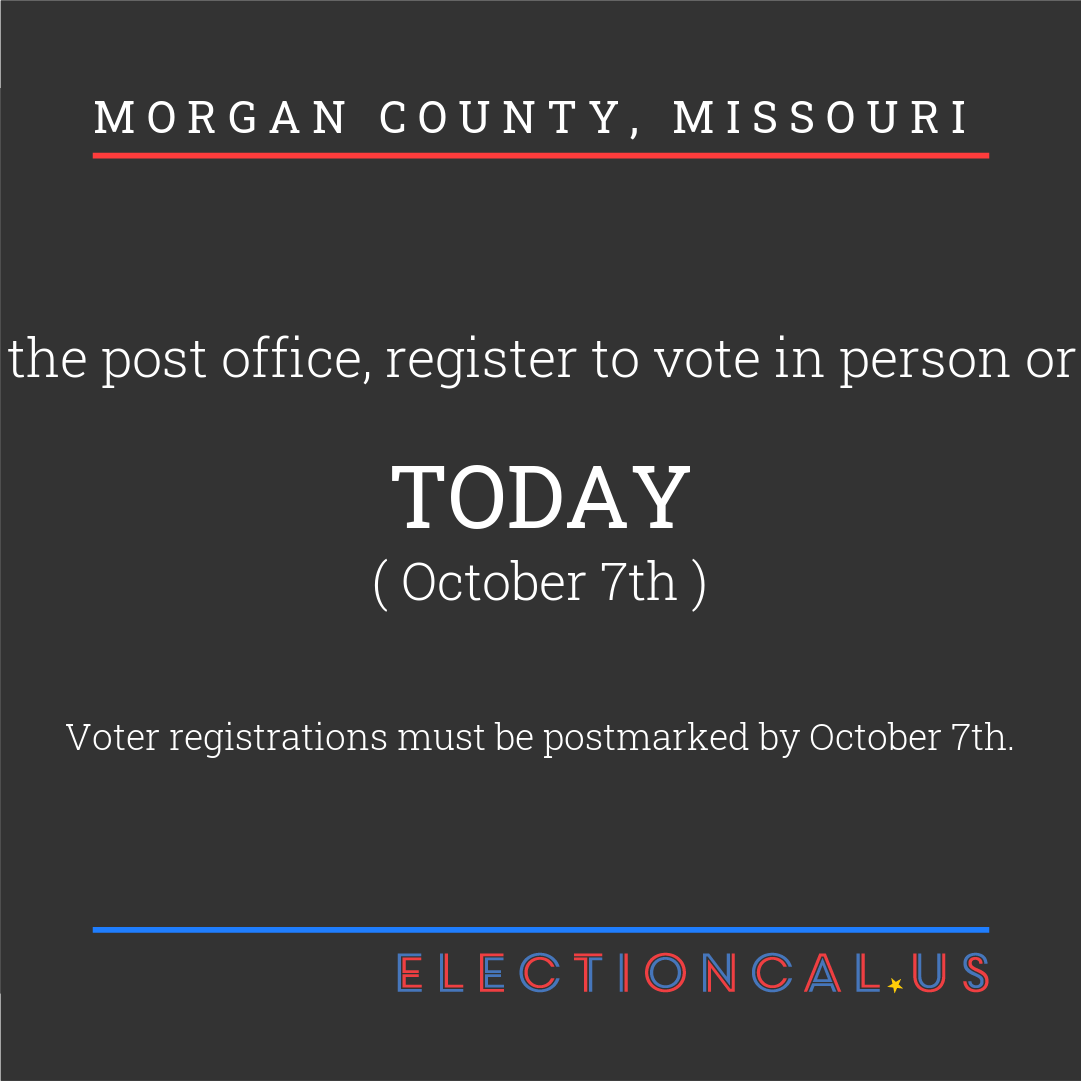 MORGAN COUNTY, MISSOURI
the post office, register to vote in person or
TODAY
( October 7th )
Voter registrations must be postmarked by October 7th.
ELECTIONCAL.US